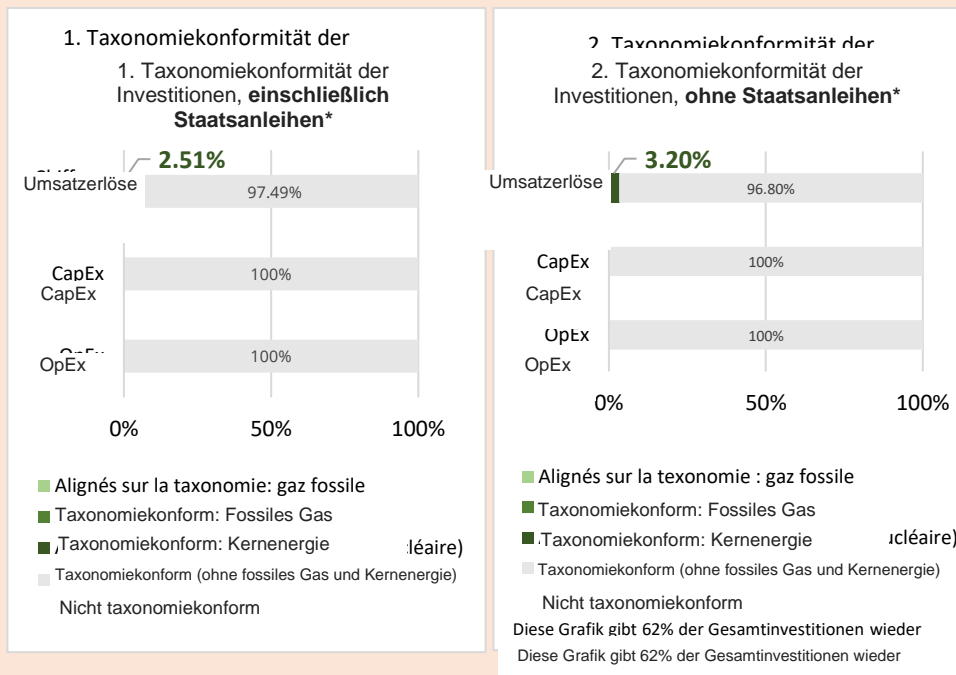 1. Taxonomiekonformität der
1. Taxonomiekonformität der
Investitionen, einschließlich
Staatsanleihen*
2.51%
Umsatzerlöse
97.49%
CapEx
100%
CapEx
100%
OpEx
0% 50% 100%
Alignés sur la taxonomie: gaz fossile
Taxonomiekonform: Fossiles Gas
Taxonomiekonform: Kernenergie léaire)
Taxonomiekonform (ohne fossiles Gas und Kernenergie)
Nicht taxonomiekonform
2. Taxonomiekonformität der
2. Taxonomiekonformität der
Investitionen, ohne Staatsanleihen*
3.20%
Umsatzerlöse
96.80%
CapEx
100%
CapEx
OpEx
100%
OpEx
0% 50% 100%
Alignés sur la texonomie : gaz fossile
Taxonomiekonform: Fossiles Gas
Taxonomiekonform: Kernenergie ucléaire)
Taxonomiekonform (ohne fossiles Gas und Kernenergie)
Nicht taxonomiekonform
Diese Grafik gibt 62% der Gesamtinvestitionen wieder
Diese Grafik gibt 62% der Gesamtinvestitionen wieder